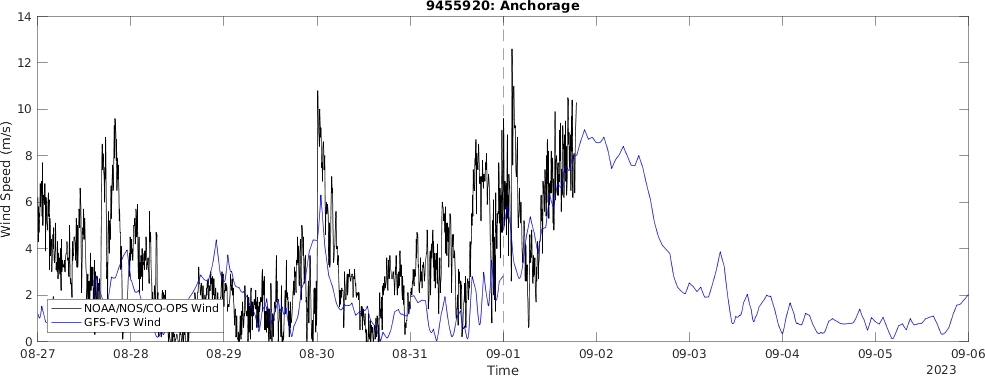 9455920: Anchorage
Wind Speed (m/s)
14
12
10
8
6
4
2
0
NOAA/NOS/CO-OPS Wind
GFS-FV3 Wind
08-27 08-28 08-29 08-30 08-31 09-01 09-02 09-03 09-04 09-05 09-06
Time
2023